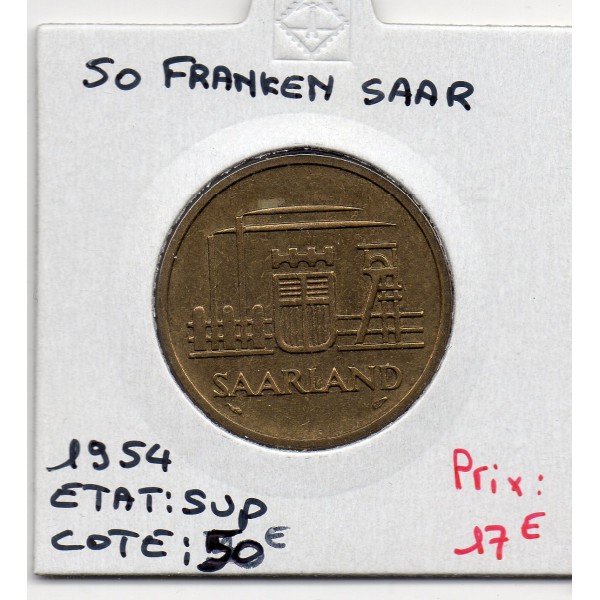 50 FRANKEN SAAR
SAARLAND
1954
ETAT: SUP
COTE: 50€
Prix:
17€